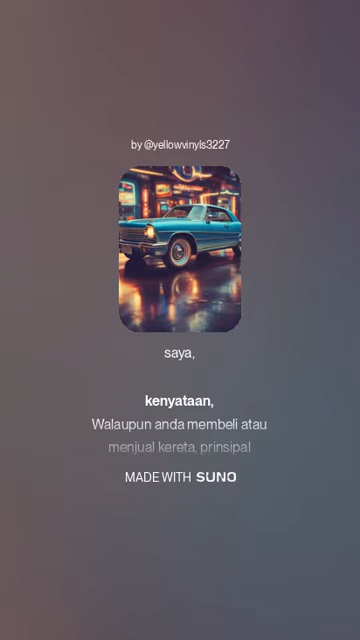 by @yellowvinyls3227
saya,
kenyataan,
Walaupun anda membeli atau
menjual kereta, prinsipal
MADE WITH SUNO